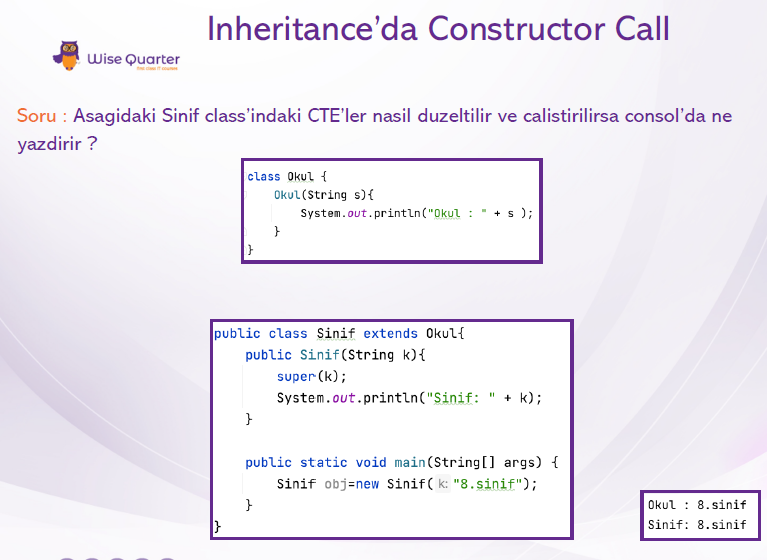 Inheritance'da Constructor Call
Wise Quarter
Soru : Asagidaki Sinif class'indaki CTE'ler nasil duzeltilir ve calistirilirsa consol'da ne
yazdirir ?
class Okul {
Okul(String s){
System.out.println("Okul : " + s );
}
}
public class Sinif extends Okul{
public Sinif(String k){
super(k);
System.out.println("Sinif: " + k);
}
public static void main(String[] args) {
Sinif obj=new Sinif( k: "8.sinif");
}
}
Okul : 8.sinif
Sinif: 8.sinif